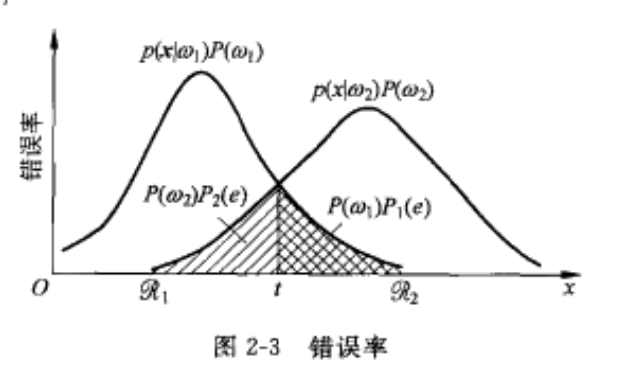 p(x|ω₁)P(ω₁)
p(x|ω₂)P(ω₂)
错误率
P(ω₂)P₂(e)
P(ω₁)P₁(e)
O
ℛ₁
t
ℛ₂
x
图 2-3 错误率